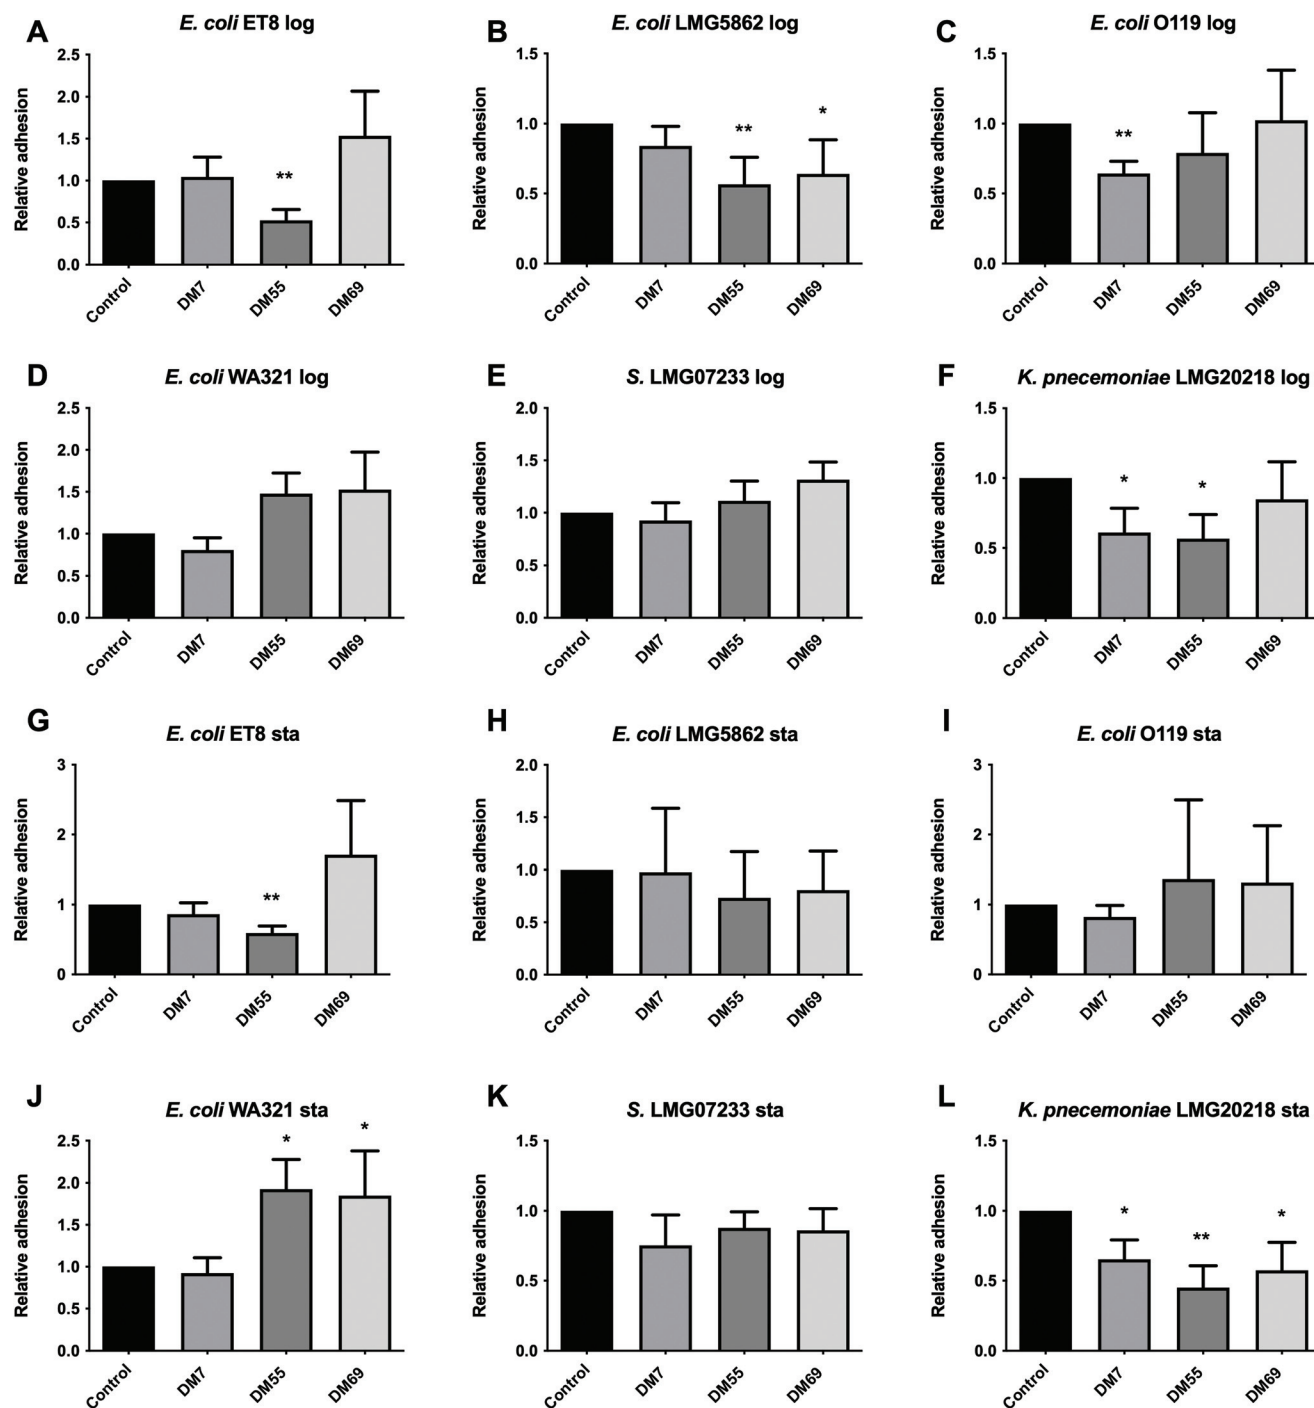 A
E. coli ET8 log
Relative adhesion
2.5
2.0
1.5
1.0
0.5
0.0
**
Control
DM7
DM55
DM69
B
E. coli LMG5862 log
Relative adhesion
1.5
1.0
0.5
0.0
**
*
Control
DM7
DM55
DM69
C
E. coli O119 log
Relative adhesion
1.5
1.0
0.5
0.0
**
Control
DM7
DM55
DM69
D
E. coli WA321 log
Relative adhesion
2.5
2.0
1.5
1.0
0.5
0.0
Control
DM7
DM55
DM69
E
S. LMG07233 log
Relative adhesion
2.0
1.5
1.0
0.5
0.0
Control
DM7
DM55
DM69
F
K. pnecemoniae LMG20218 log
Relative adhesion
1.5
1.0
0.5
0.0
*
*
Control
DM7
DM55
DM69
G
E. coli ET8 sta
Relative adhesion
3
2
1
0
**
Control
DM7
DM55
DM69
H
E. coli LMG5862 sta
Relative adhesion
2.0
1.5
1.0
0.5
0.0
Control
DM7
DM55
DM69
I
E. coli O119 sta
Relative adhesion
3
2
1
0
Control
DM7
DM55
DM69
J
E. coli WA321 sta
Relative adhesion
2.5
2.0
1.5
1.0
0.5
0.0
*
*
Control
DM7
DM55
DM69
K
S. LMG07233 sta
Relative adhesion
1.5
1.0
0.5
0.0
Control
DM7
DM55
DM69
L
K. pnecemoniae LMG20218 sta
Relative adhesion
1.5
1.0
0.5
0.0
*
**
*
Control
DM7
DM55
DM69